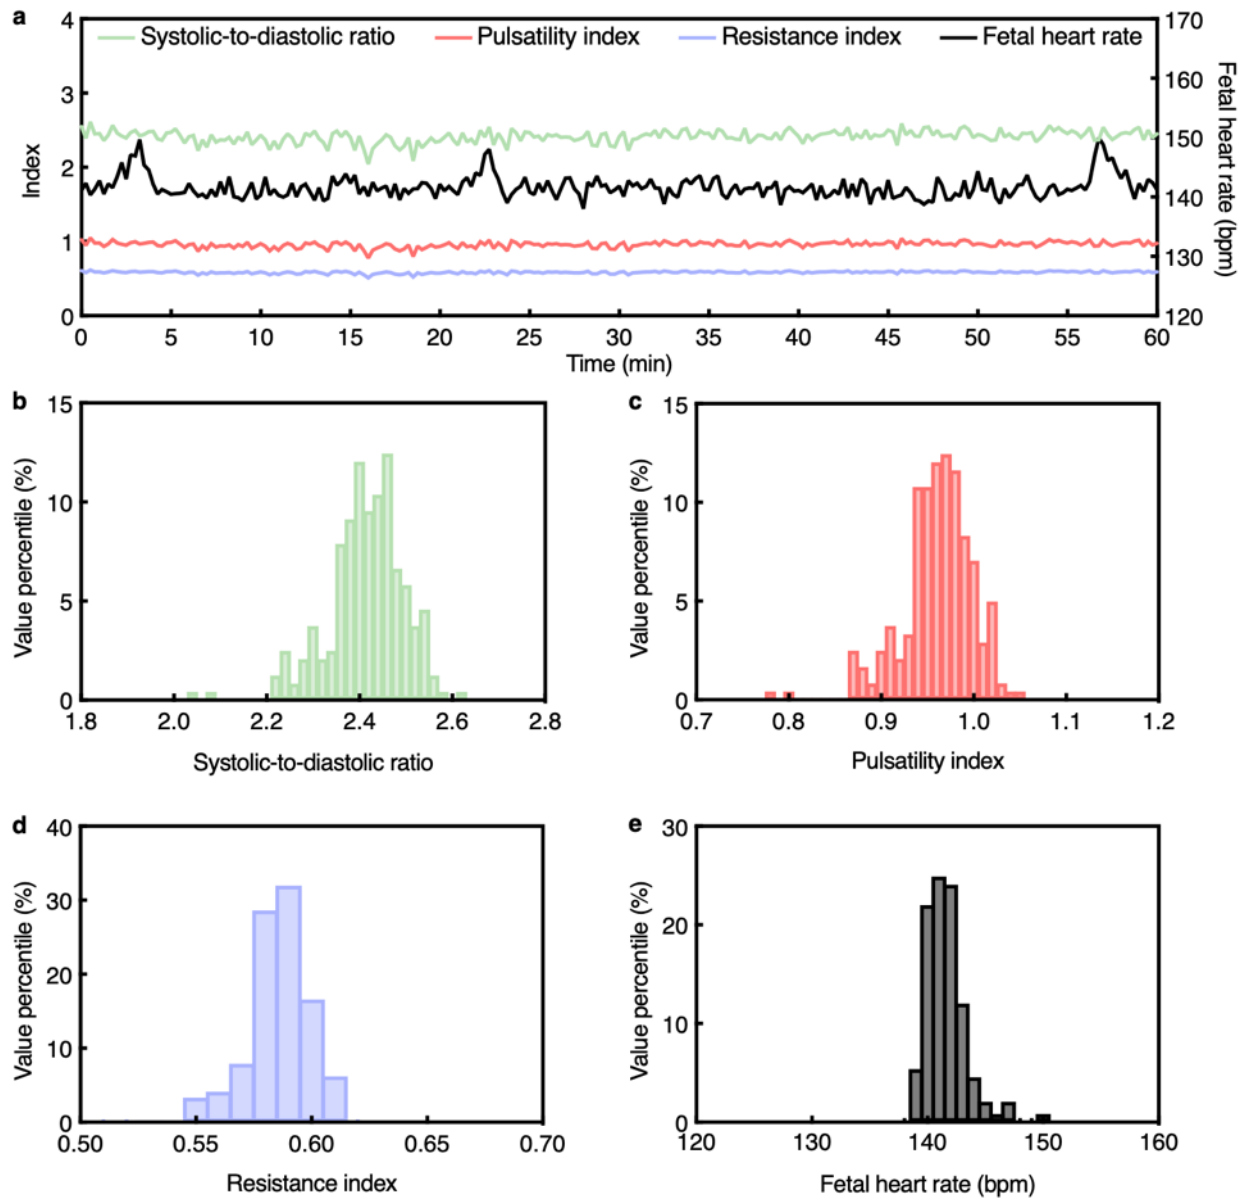 a
4 170
Systolic-to-diastolic ratio Pulsatility index Resistance index Fetal heart rate
3 160
Index
2 150
140
1 130
0 120
Fetal heart rate (bpm)
0 5 10 15 20 25 30 35 40 45 50 55 60
Time (min)
b
15
10
5
0
Value percentile (%)
1.8 2.0 2.2 2.4 2.6 2.8
Systolic-to-diastolic ratio
c
15
10
5
0
Value percentile (%)
0.7 0.8 0.9 1.0 1.1 1.2
Pulsatility index
d
40
30
20
10
0
Value percentile (%)
0.50 0.55 0.60 0.65 0.70
Resistance index
e
30
20
10
0
Value percentile (%)
120 130 140 150 160
Fetal heart rate (bpm)